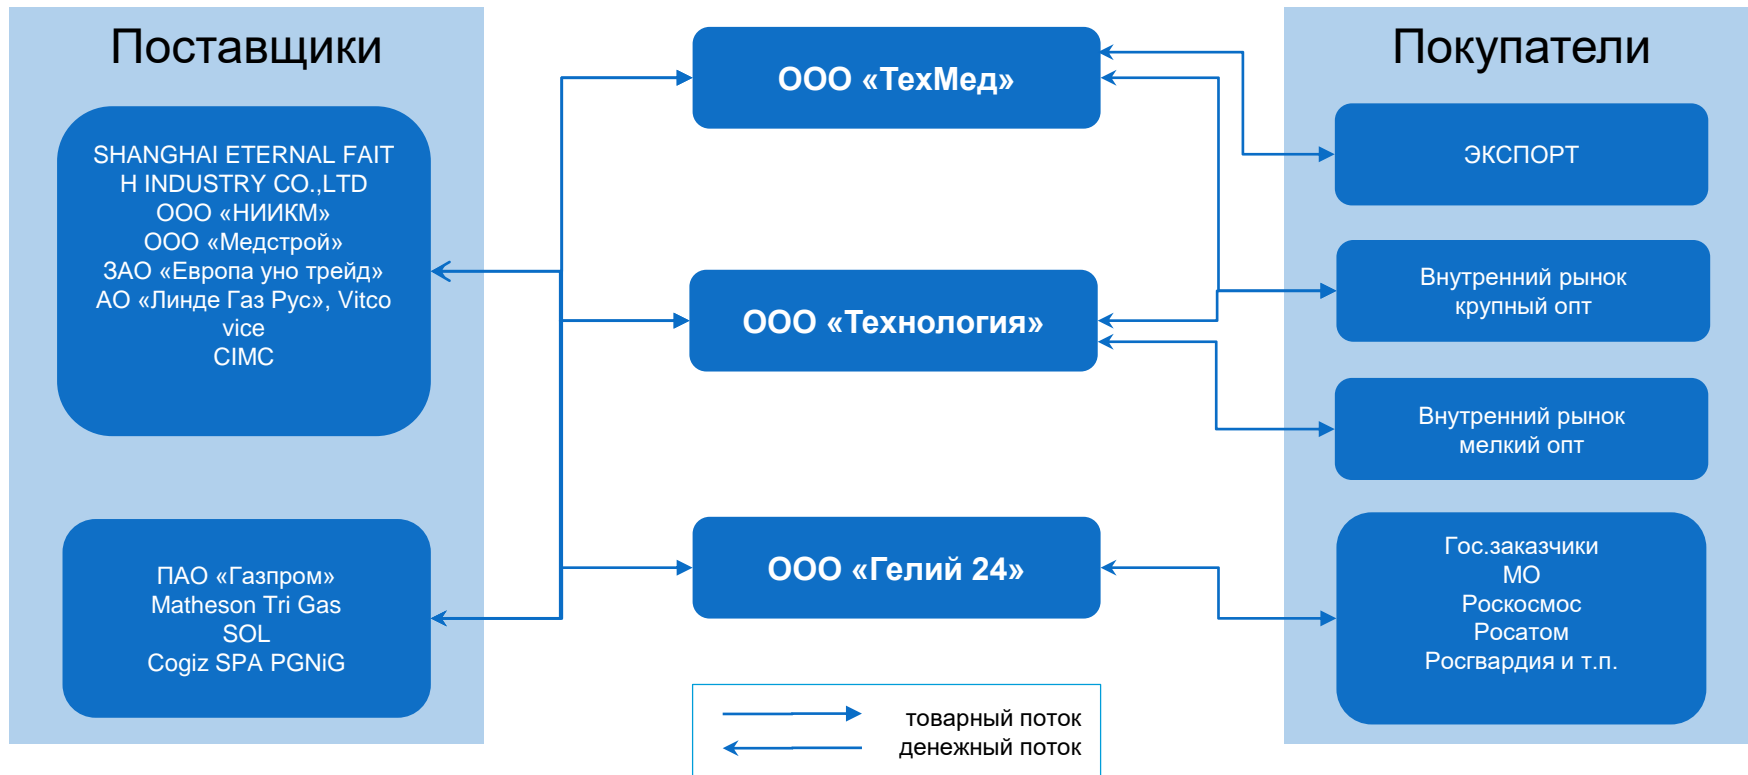 Поставщики
SHANGHAI ETERNAL FAIT
H INDUSTRY CO.,LTD
ООО «НИИКМ»
ООО «Медстрой»
ЗАО «Европа уно трейд»
АО «Линде Газ Рус», Vitco
vice
CIMC
ПАО «Газпром»
Matheson Tri Gas
SOL
Cogiz SPA PGNiG
ООО «ТехМед»
ООО «Технология»
ООО «Гелий 24»
товарный поток
денежный поток
Покупатели
ЭКСПОРТ
Внутренний рынок
крупный опт
Внутренний рынок
мелкий опт
Гос.заказчики
МО
Роскосмос
Росатом
Росгвардия и т.п.